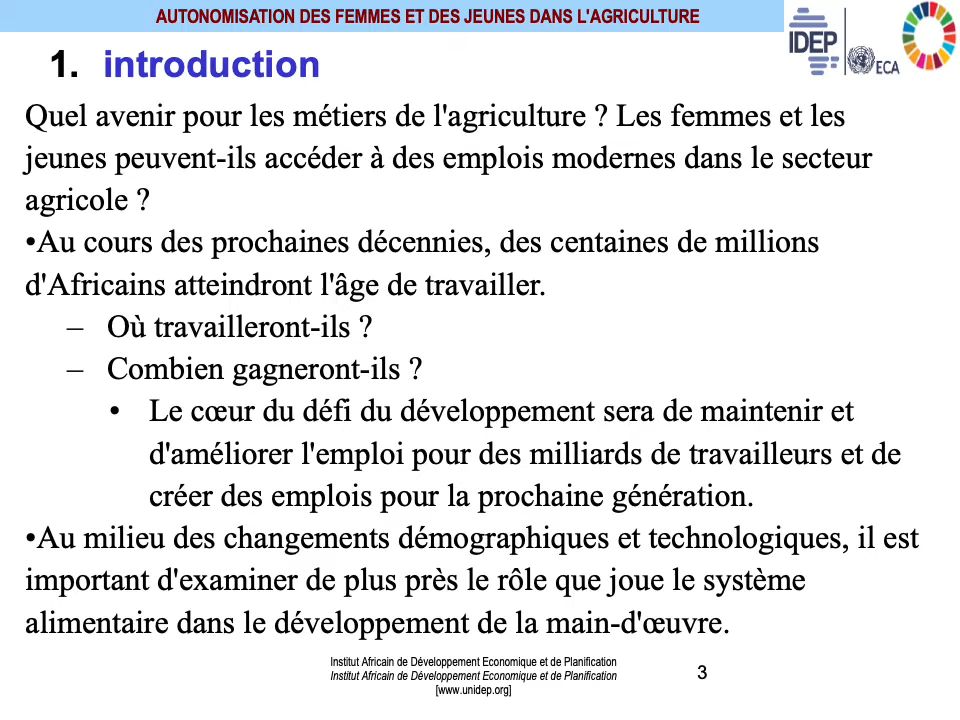 AUTONOMISATION DES FEMMES ET DES JEUNES DANS L'AGRICULTURE
IDEP
ECA
1. introduction
Quel avenir pour les métiers de l'agriculture ? Les femmes et les
jeunes peuvent-ils accéder à des emplois modernes dans le secteur
agricole ?
•Au cours des prochaines décennies, des centaines de millions
d'Africains atteindront l'âge de travailler.
– Où travailleront-ils ?
– Combien gagneront-ils ?
• Le cœur du défi du développement sera de maintenir et
d'améliorer l'emploi pour des milliards de travailleurs et de
créer des emplois pour la prochaine génération.
•Au milieu des changements démographiques et technologiques, il est
important d'examiner de plus près le rôle que joue le système
alimentaire dans le développement de la main-d'œuvre.
Institut Africain de Développement Economique et de Planification
Institut Africain de Développement Economique et de Planification
[www.unidep.org]
3